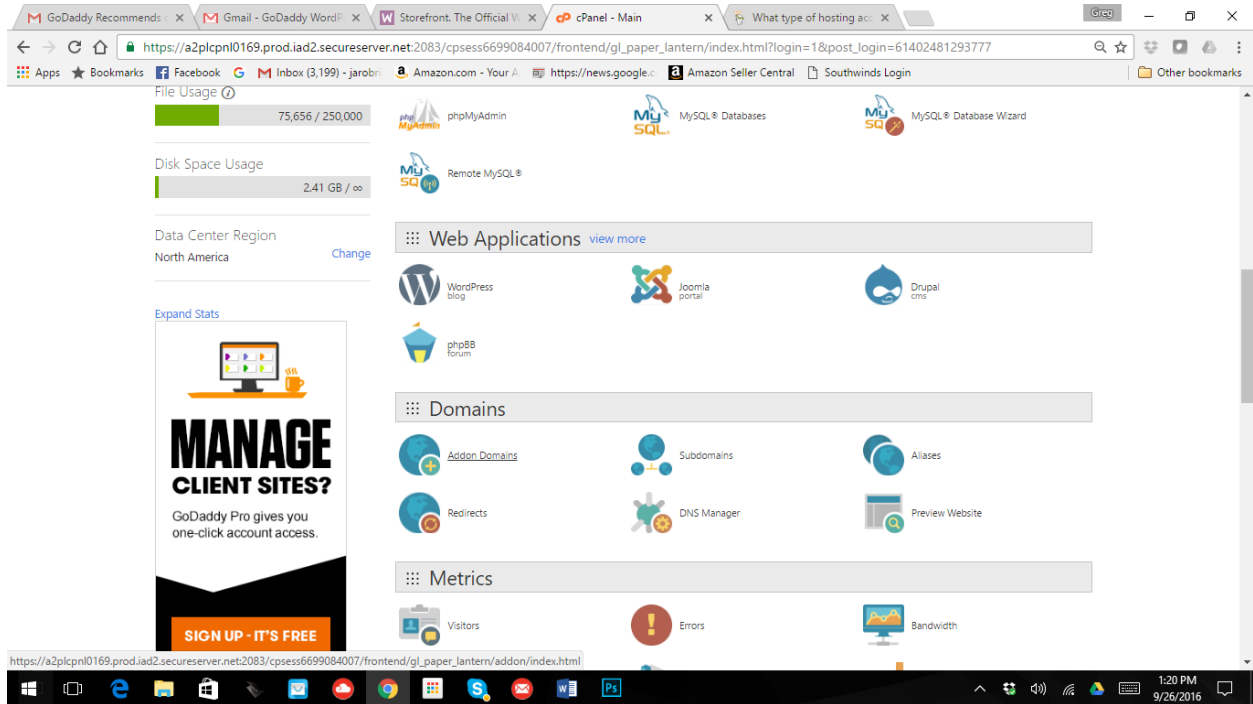 M GoDaddy Recommends
Gmail - GoDaddy WordP
Storefront. The Official W
cP cPanel - Main
What type of hosting acc
Greg
https://a2plcpnl0169.prod.iad2.secureserver.net:2083/cpsess6699084007/frontend/gl_paper_lantern/index.html?login=1&post_login=61402481293777
Apps
Bookmarks
Facebook
Inbox (3,199) - jarobri
Amazon.com - Your A
https://news.google.c
Amazon Seller Central
Southwinds Login
Other bookmarks
File Usage
75,656 / 250,000
Disk Space Usage
2.41 GB / ∞
Data Center Region
North America
Change
Expand Stats
MANAGE
CLIENT SITES?
GoDaddy Pro gives you
one-click account access.
SIGN UP - IT'S FREE
php MyAdmin
phpMyAdmin
MySQL
MySQL® Databases
MySQ
MySQL® Database Wizard
MySQ
Remote MySQL®
Web Applications view more
WordPress
blog
Joomla
portal
Drupal
cms
phpBB
forum
Domains
Addon Domains
Subdomains
Aliases
Redirects
DNS Manager
Preview Website
Metrics
Visitors
Errors
Bandwidth
https://a2plcpnl0169.prod.iad2.secureserver.net:2083/cpsess6699084007/frontend/gl_paper_lantern/addon/index.html
1:20 PM
9/26/2016